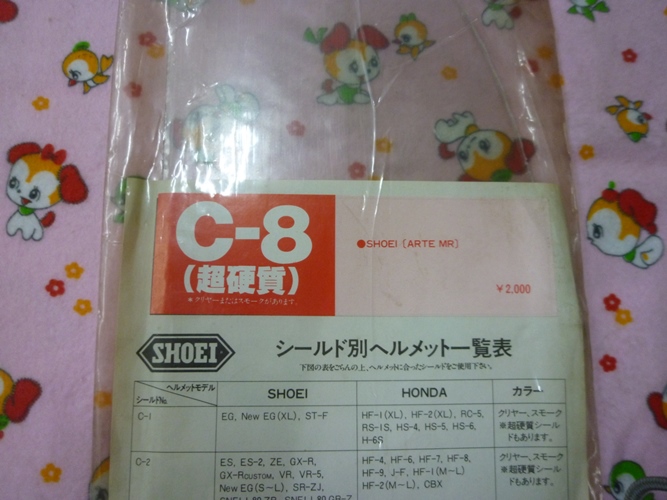 C-8
(超硬質)
※クリヤーまたはスモークがあります。
●SHOEI〔ARTE MR〕
￥2,000
SHOEI
シールド別ヘルメット一覧表
下図の表をごらんの上、ヘルメットに合ったシールドをご使用下さい。
ヘルメットモデル
シールドNo.
SHOEI
HONDA
カラー
C-1
EG, New EG(XL), ST-F
HF-1(XL), HF-2(XL), RC-5,
RS-1S, HS-4, HS-5, HS-6,
H-6S
クリヤー、スモーク
※超硬質シール
ドもあります。
C-2
ES, ES-2, ZE, GX-R,
GX-RCUSTOM, VR, VR-5,
New EG(S~L), SR-ZJ,
HF-4, HF-6, HF-7, HF-8,
HF-9, J-F, HF-1(M~L)
HF-2(M~L), CBX
クリヤー、スモーク
※超硬質シール
ドもあります。